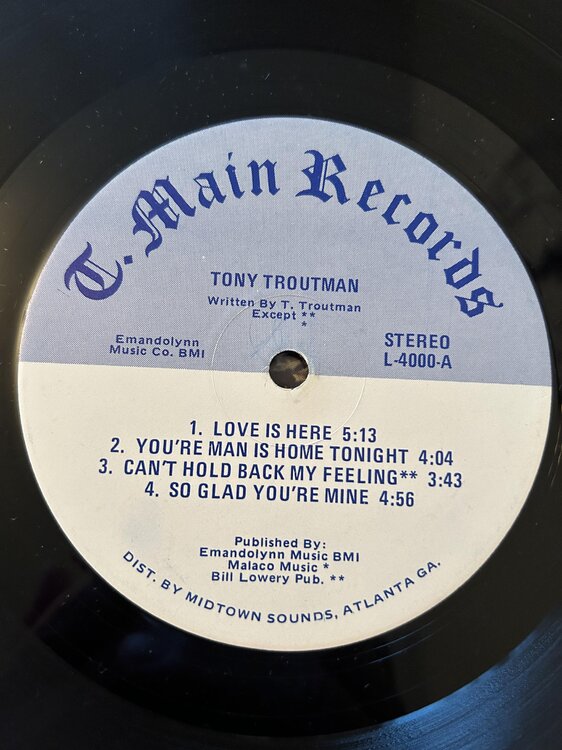 T. Main Records
TONY TROUTMAN
Written By T. Troutman
Except **
*
Emandolynn
Music Co. BMI
STEREO
L-4000-A
1. LOVE IS HERE 5:13
2. YOU'RE MAN IS HOME TONIGHT 4:04
3. CAN'T HOLD BACK MY FEELING** 3:43
4. SO GLAD YOU'RE MINE 4:56
Published By:
Emandolynn Music BMI
Malaco Music *
Bill Lowery Pub. **
DIST. BY MIDTOWN SOUNDS, ATLANTA GA.